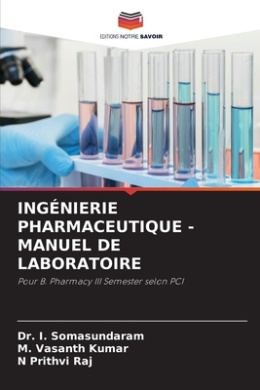 EDITIONS NOTRE SAVOIR
INGÉNIERIE
PHARMACEUTIQUE -
MANUEL DE
LABORATOIRE
Pour B. Pharmacy III Semester selon PCI
Dr. I. Somasundaram
M. Vasanth Kumar
N Prithvi Raj